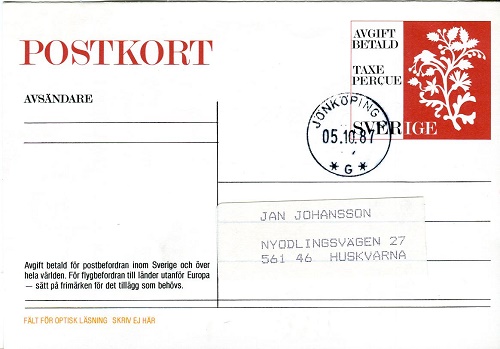 POSTKORT
AVGIFT
BETALD
TAXE
PERCUE
SVERIGE
AVSÄNDARE
JÖNKÖPING
05.10.87
* G *
JAN JOHANSSON
NYODLINGSVÄGEN 27
561 46 HUSKVARNA
Avgift betald för postbefordran inom Sverige och över
hela världen. För flygbefordran till länder utanför Europa
— sätt på frimärken för det tillägg som behövs.
FÄLT FÖR OPTISK LÄSNING SKRIV EJ HÄR